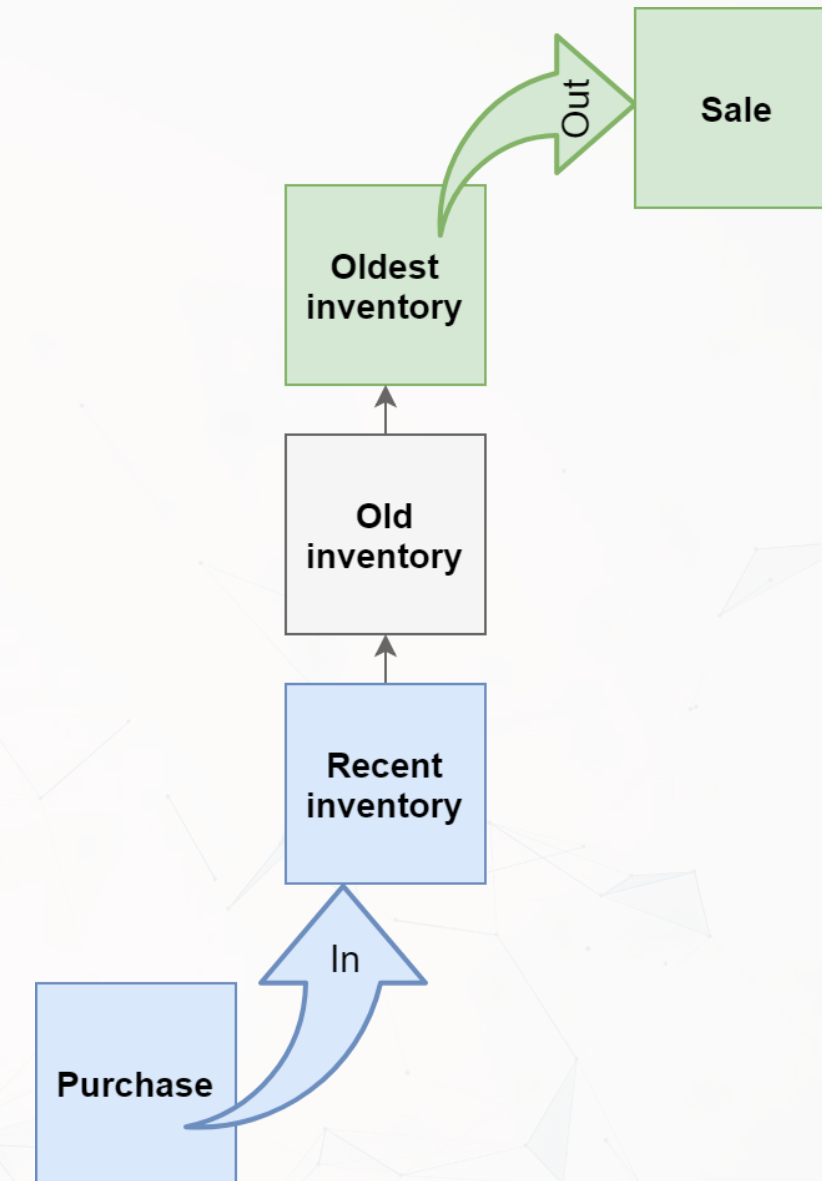 Out
Sale
Oldest
inventory
Old
inventory
Recent
inventory
In
Purchase